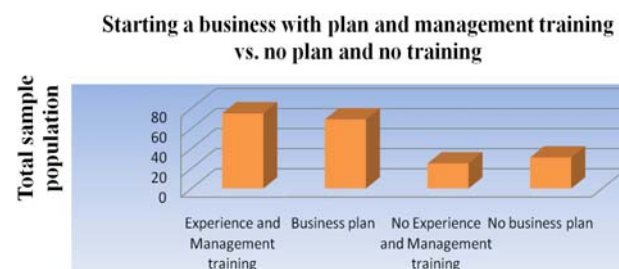 Starting a business with plan and management training
vs. no plan and no training
Total sample
population
80
60
40
20
0
Experience and
Management
training
Business plan
No Experience
and Management
training
No business plan